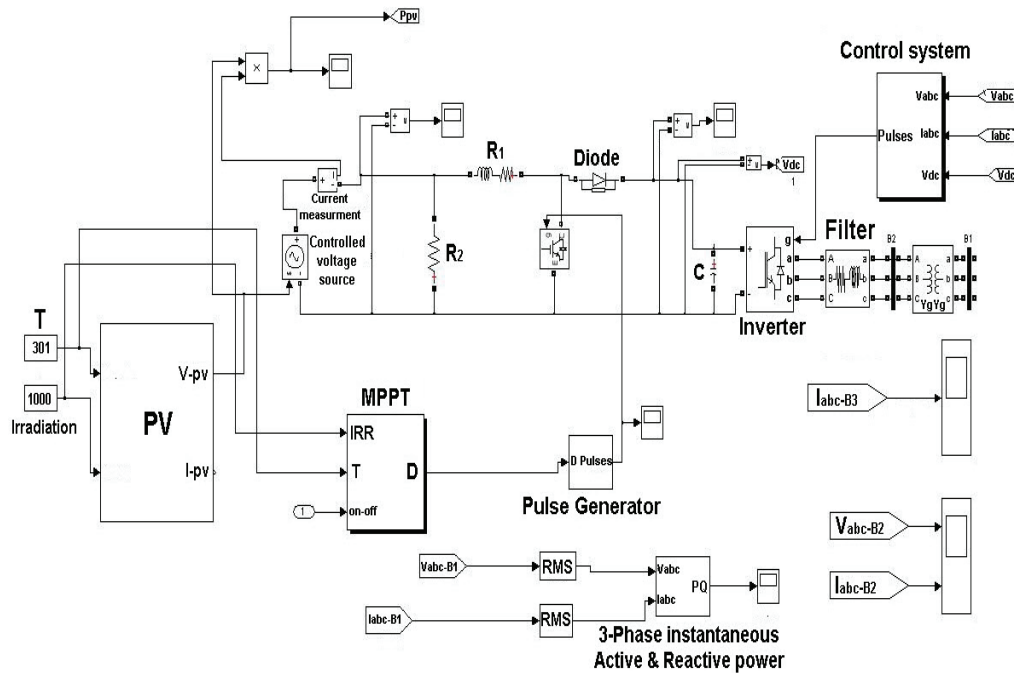 Ppv
×
Control system
Vabc
Vabc
Iabc
Iabc
Pulses
Vdc
Vdc
R1
Diode
Vdc
1
Current
measurment
Controlled
voltage
source
R2
C
g
Filter
B2
B1
A
a
B
b
C
c
Yg Yg
Inverter
T
301
1000
Irradiation
V-pv
PV
I-pv
MPPT
IRR
T
D
on-off
1
D Pulses
Pulse Generator
Iabc-B3
Vabc-B2
Iabc-B2
Vabc-B1
RMS
Vabc
PQ
Iabc
Iabc-B1
RMS
3-Phase instantaneous
Active & Reactive power